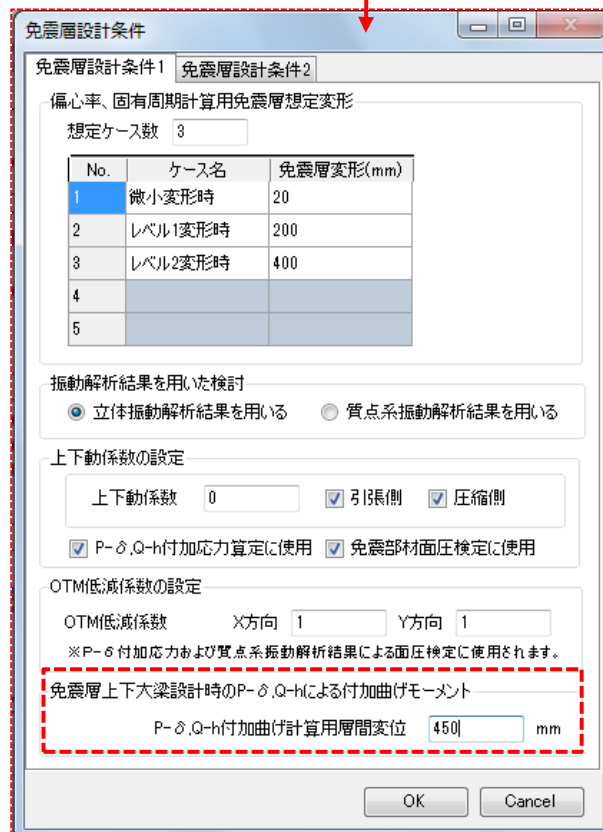 免震層設計条件
免震層設計条件1 免震層設計条件2
偏心率、固有周期計算用免震層想定変形
想定ケース数 3
No. ケース名 免震層変形(mm)
1 微小変形時 20
2 レベル1変形時 200
3 レベル2変形時 400
4
5
振動解析結果を用いた検討
立体振動解析結果を用いる 質点系振動解析結果を用いる
上下動係数の設定
上下動係数 0 引張側 圧縮側
P-δ,Q-h付加応力算定に使用 免震部材面圧検定に使用
OTM低減係数の設定
OTM低減係数 X方向 1 Y方向 1
※P-δ付加応力および質点系振動解析結果による面圧検定に使用されます。
免震層上下大梁設計時のP-δ,Q-hによる付加曲げモーメント
P-δ,Q-h付加曲げ計算用層間変位 450 mm
OK Cancel